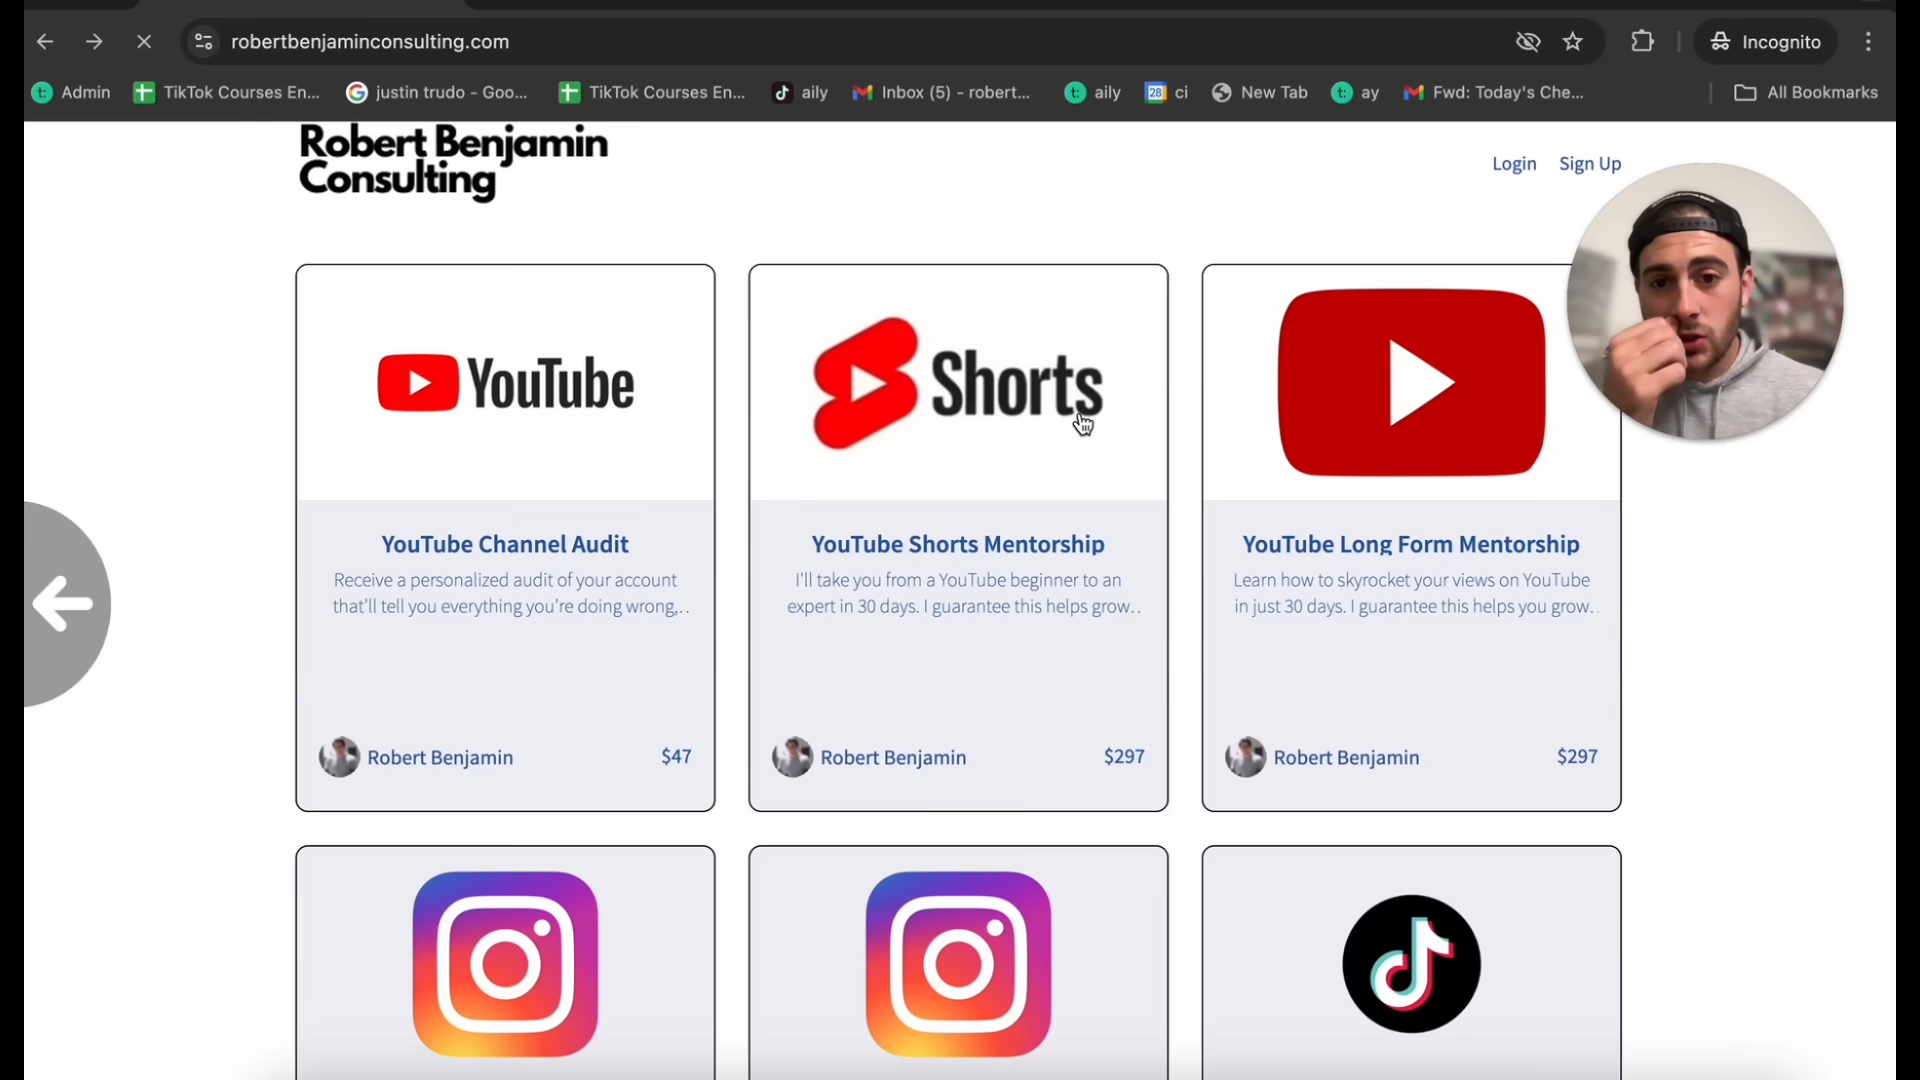 robertbenjaminconsulting.com
Incognito
Admin
TikTok Courses En...
justin trudo - Goo...
TikTok Courses En...
aily
Inbox (5) - robert...
aily
28
ci
New Tab
ay
Fwd: Today's Che...
All Bookmarks
Robert Benjamin
Consulting
Login
Sign Up
YouTube
Shorts
YouTube Channel Audit
Receive a personalized audit of your account
that'll tell you everything you're doing wrong,..
Robert Benjamin
$47
YouTube Shorts Mentorship
I'll take you from a YouTube beginner to an
expert in 30 days. I guarantee this helps grow..
Robert Benjamin
$297
YouTube Long Form Mentorship
Learn how to skyrocket your views on YouTube
in just 30 days. I guarantee this helps you grow.
Robert Benjamin
$297